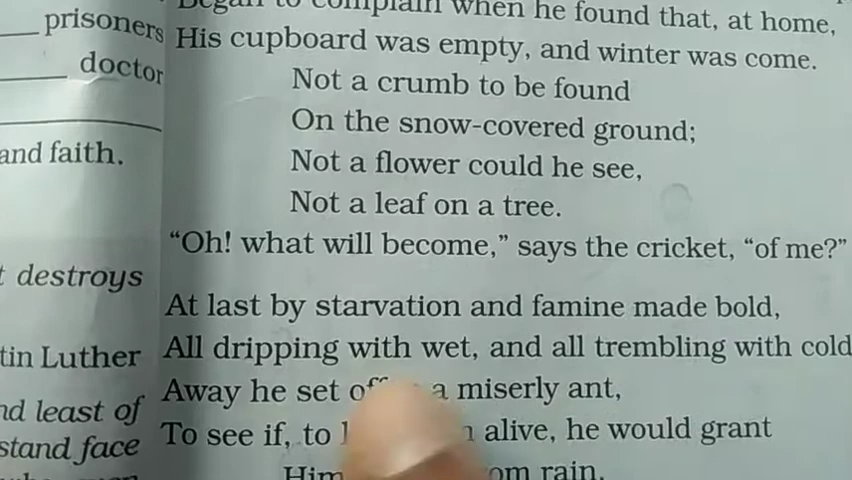 prisoners
doctor
and faith.
destroys
tin Luther
nd least of
stand face
Began to complain when he found that, at home,
His cupboard was empty, and winter was come.
Not a crumb to be found
On the snow-covered ground;
Not a flower could he see,
Not a leaf on a tree.
“Oh! what will become,” says the cricket, “of me?”
At last by starvation and famine made bold,
All dripping with wet, and all trembling with cold
Away he set a miserly ant,
To see if, to alive, he would grant
Him rain.